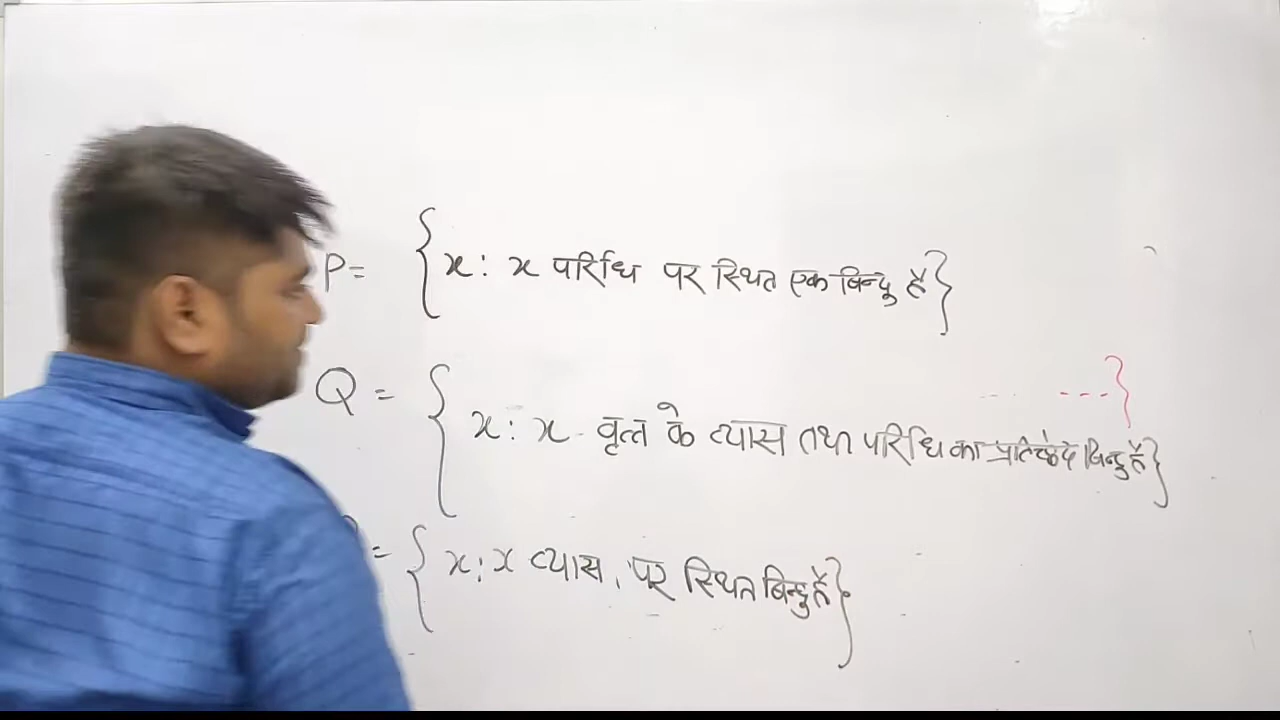 P = { x : x परिधि पर स्थित एक बिन्दू है }
Q = { x : x वृत्त के व्यास तथा परिधि का प्रतिच्छेद बिन्दु है }
= { x : x व्यास पर स्थित बिन्दु है }